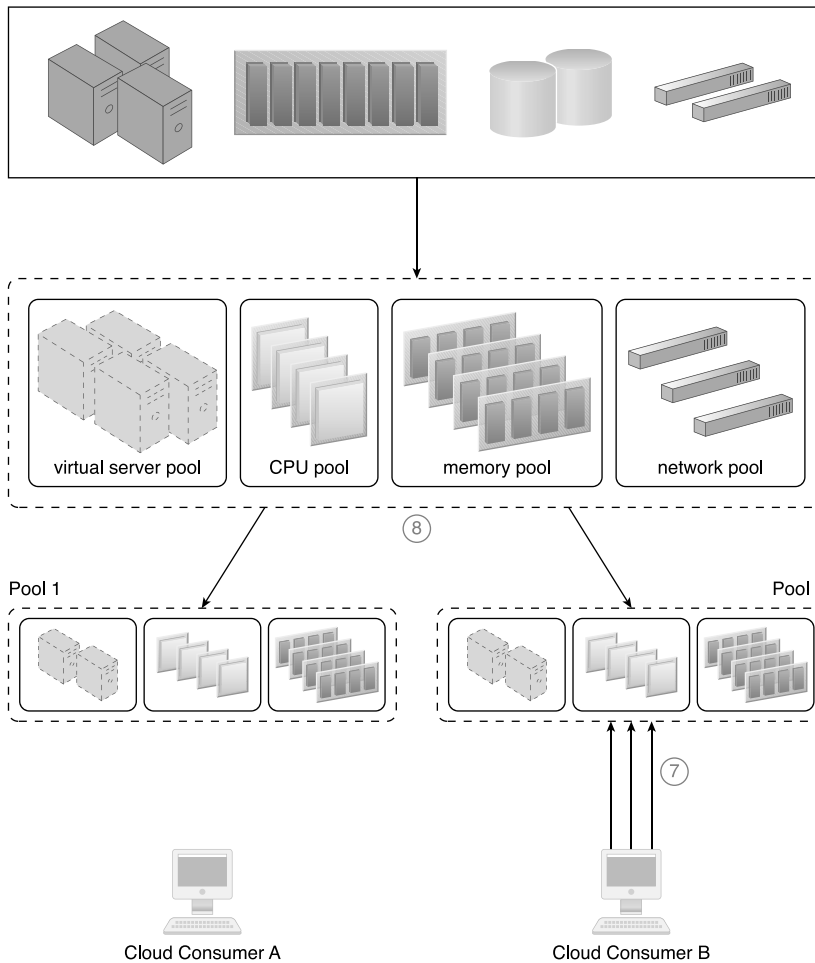 virtual server pool
CPU pool
memory pool
network pool
8
Pool 1
Pool
7
Cloud Consumer A
Cloud Consumer B